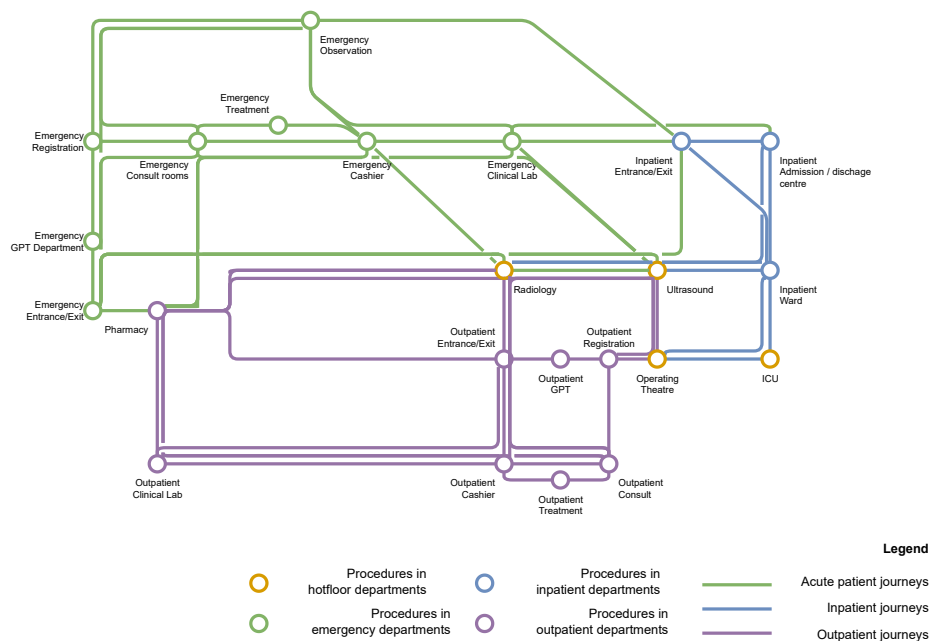 Emergency
Observation
Emergency
Treatment
Emergency
Registration
Emergency
Consult rooms
Emergency
Cashier
Emergency
Clinical Lab
Inpatient
Entrance/Exit
Inpatient
Admission / dischage
centre
Emergency
GPT Department
Emergency
Entrance/Exit
Pharmacy
Radiology
Ultrasound
Inpatient
Ward
Outpatient
Entrance/Exit
Outpatient
Registration
Outpatient
GPT
Operating
Theatre
ICU
Outpatient
Clinical Lab
Outpatient
Cashier
Outpatient
Treatment
Outpatient
Consult
Legend
Procedures in
hotfloor departments
Procedures in
inpatient departments
Acute patient journeys
Inpatient journeys
Procedures in
emergency departments
Procedures in
outpatient departments
Outpatient journeys